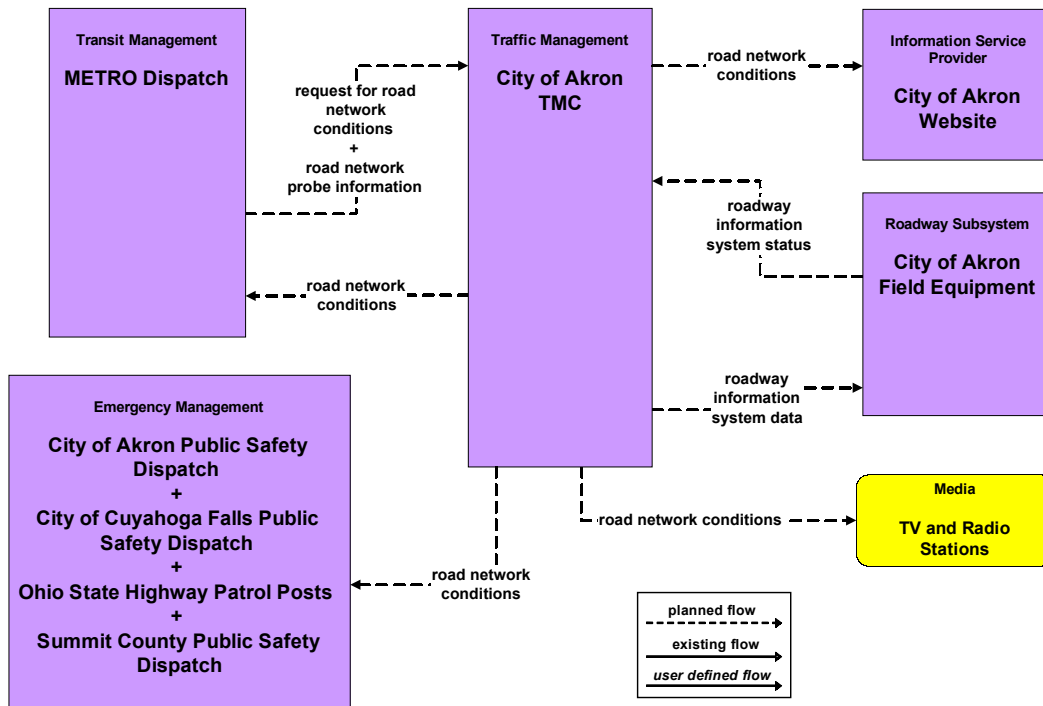 Transit Management
METRO Dispatch
request for road
network
conditions
+
road network
probe information
road network
conditions
Traffic Management
City of Akron
TMC
road network
conditions
Information Service
Provider
City of Akron
Website
roadway
information
system status
Roadway Subsystem
City of Akron
Field Equipment
roadway
information
system data
Emergency Management
City of Akron Public Safety
Dispatch
+
City of Cuyahoga Falls Public
Safety Dispatch
+
Ohio State Highway Patrol Posts
+
Summit County Public Safety
Dispatch
road network
conditions
road network conditions
Media
TV and Radio
Stations
planned flow
existing flow
user defined flow